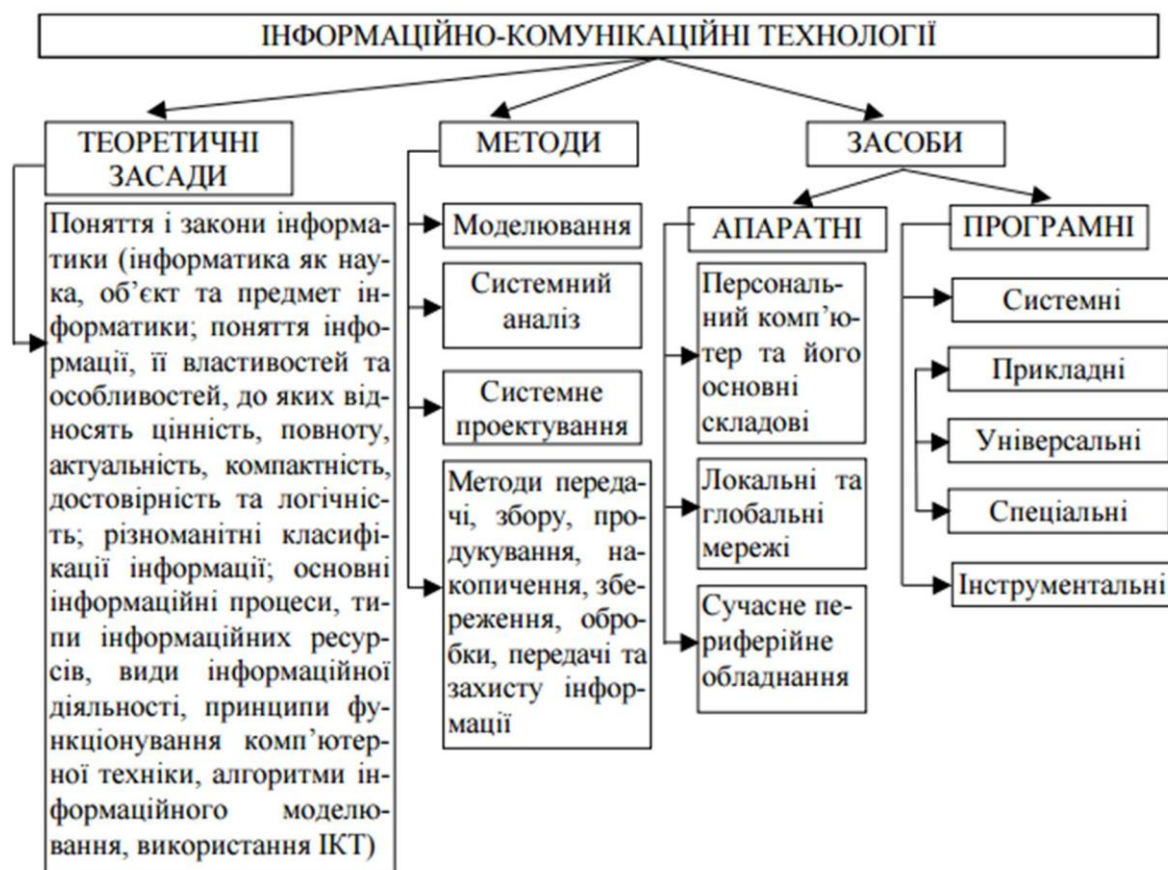 ІНФОРМАЦІЙНО-КОМУНІКАЦІЙНІ ТЕХНОЛОГІЇ
ТЕОРЕТИЧНІ
ЗАСАДИ
Поняття і закони інформа-
тики (інформатика як нау-
ка, об’єкт та предмет ін-
форматики; поняття інфо-
рмації, її властивостей та
особливостей, до яких від-
носять цінність, повноту,
актуальність, компактність,
достовірність та логічніс-
ть; різноманітні класифі-
кації інформації; основні
інформаційні процеси, ти-
пи інформаційних ресур-
сів, види інформаційної
діяльності, принципи фу-
нкціонування комп’ютер-
ної техніки, алгоритми ін-
формаційного моделю-
вання, використання ІКТ)
МЕТОДИ
Моделювання
Системний
аналіз
Системне
проектування
Методи переда-
чі, збору, про-
дукування, на-
копичення, збе-
реження, обро-
бки, передачі та
захисту інфор-
мації
ЗАСОБИ
АПАРАТНІ
Персональ-
ний комп’ю-
тер та його
основні
складові
Локальні та
глобальні
мережі
Сучасне пе-
риферійне
обладнання
ПРОГРАМНІ
Системні
Прикладні
Універсальні
Спеціальні
Інструментальні